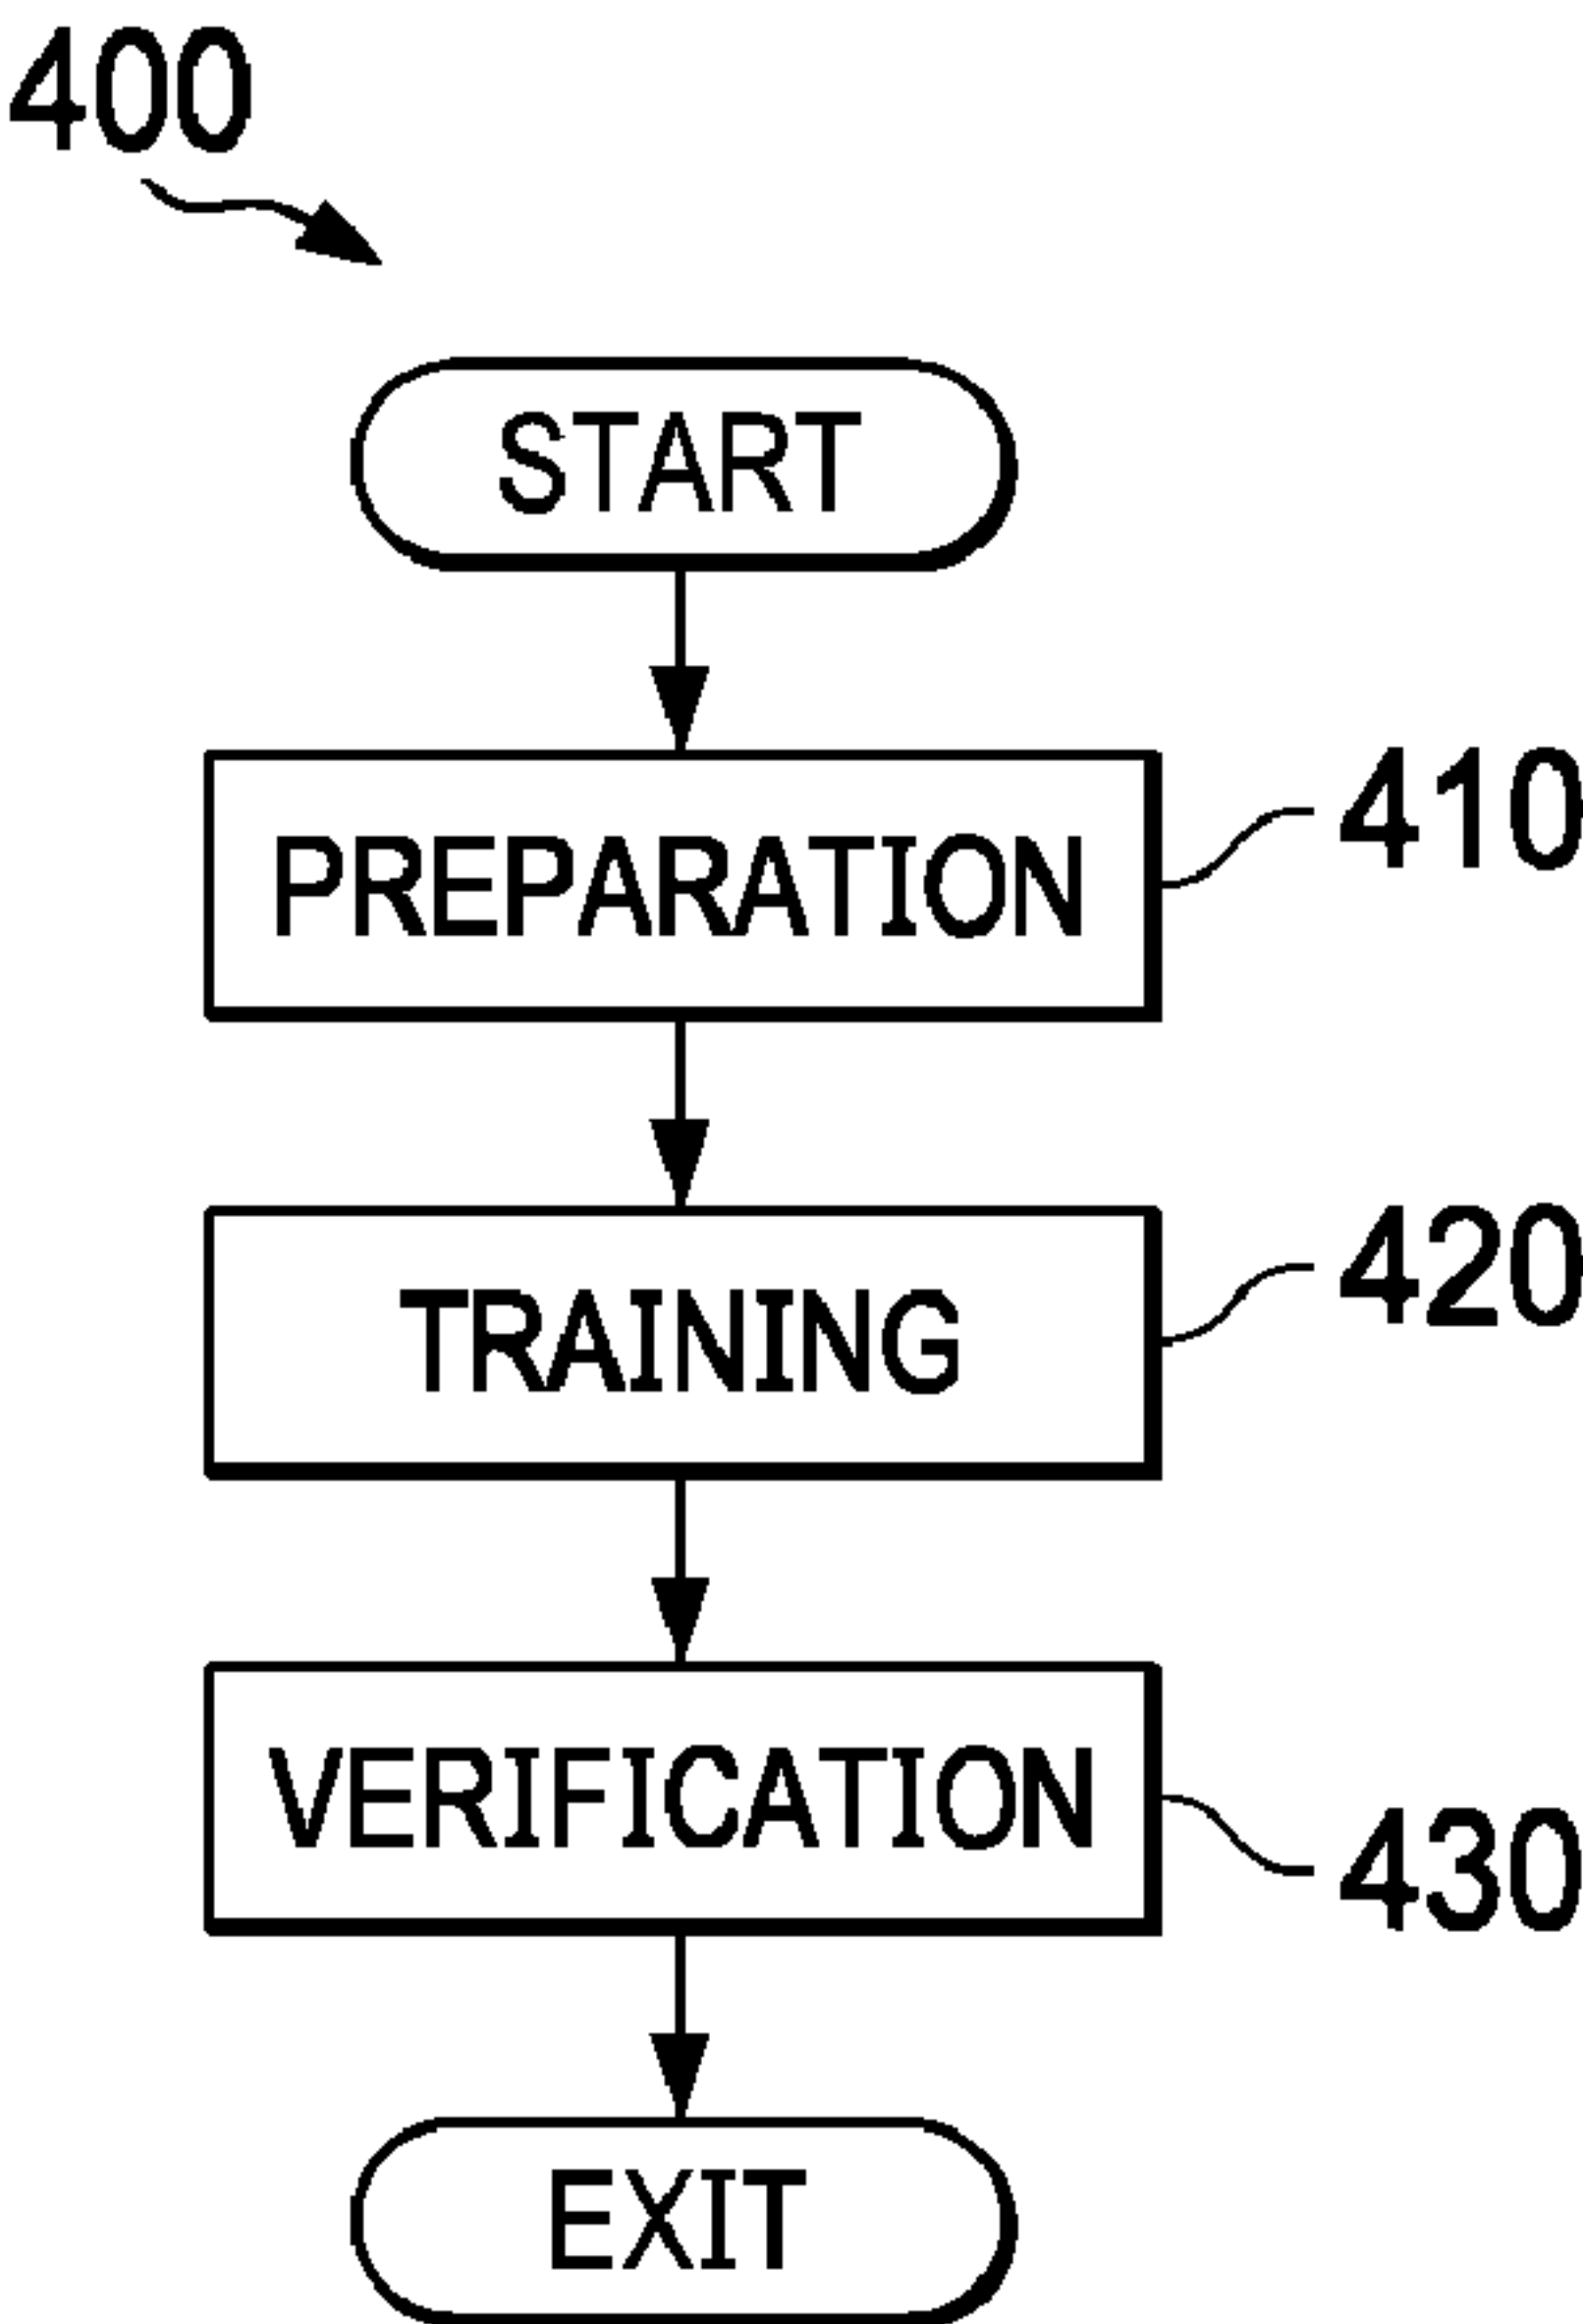 400
START
PREPARATION
410
TRAINING
420
VERIFICATION
430
EXIT